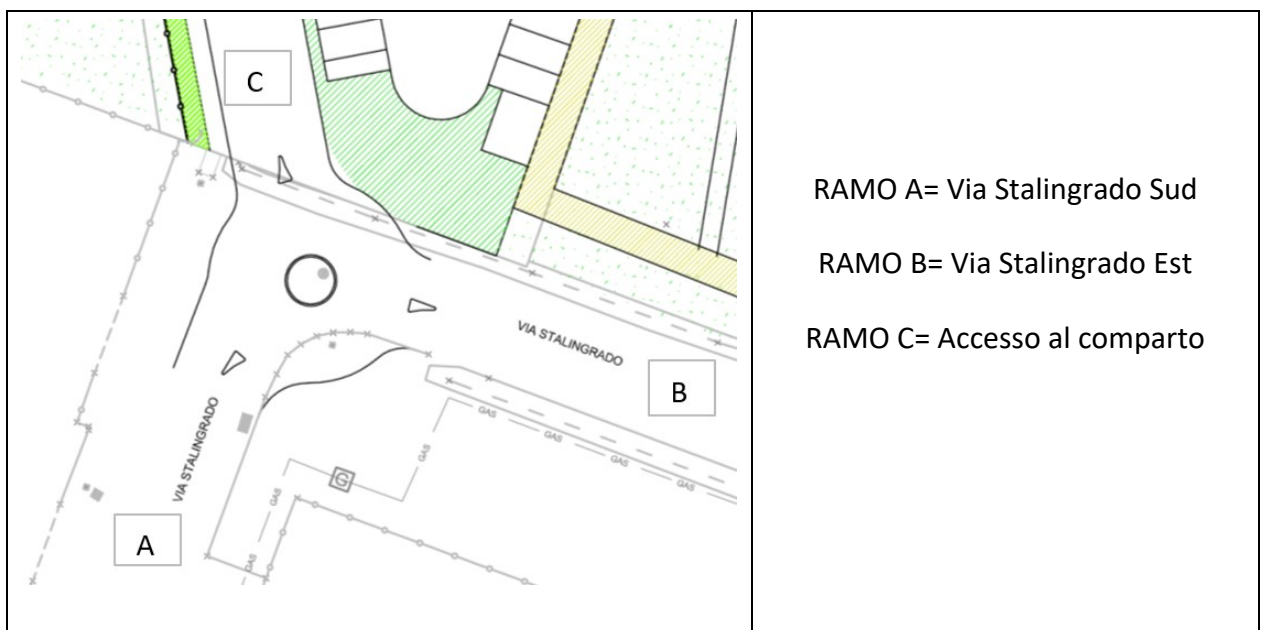 C
RAMO A= Via Stalingrado Sud
RAMO B= Via Stalingrado Est
RAMO C= Accesso al comparto
VIA STALINGRADO
B
VIA STALINGRADO
A
G
GAS
GAS
GAS
GAS
GAS
GAS
GAS